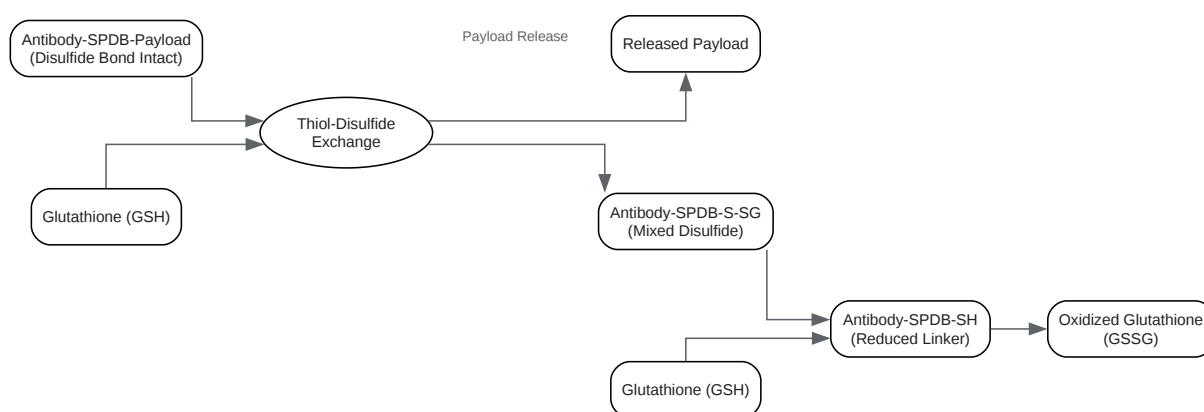 Antibody-SPDB-Payload
(Disulfide Bond Intact)
Payload Release
Released Payload
Thiol-Disulfide
Exchange
Glutathione (GSH)
Antibody-SPDB-S-SG
(Mixed Disulfide)
Antibody-SPDB-SH
(Reduced Linker)
Oxidized Glutathione
(GSSG)
Glutathione (GSH)